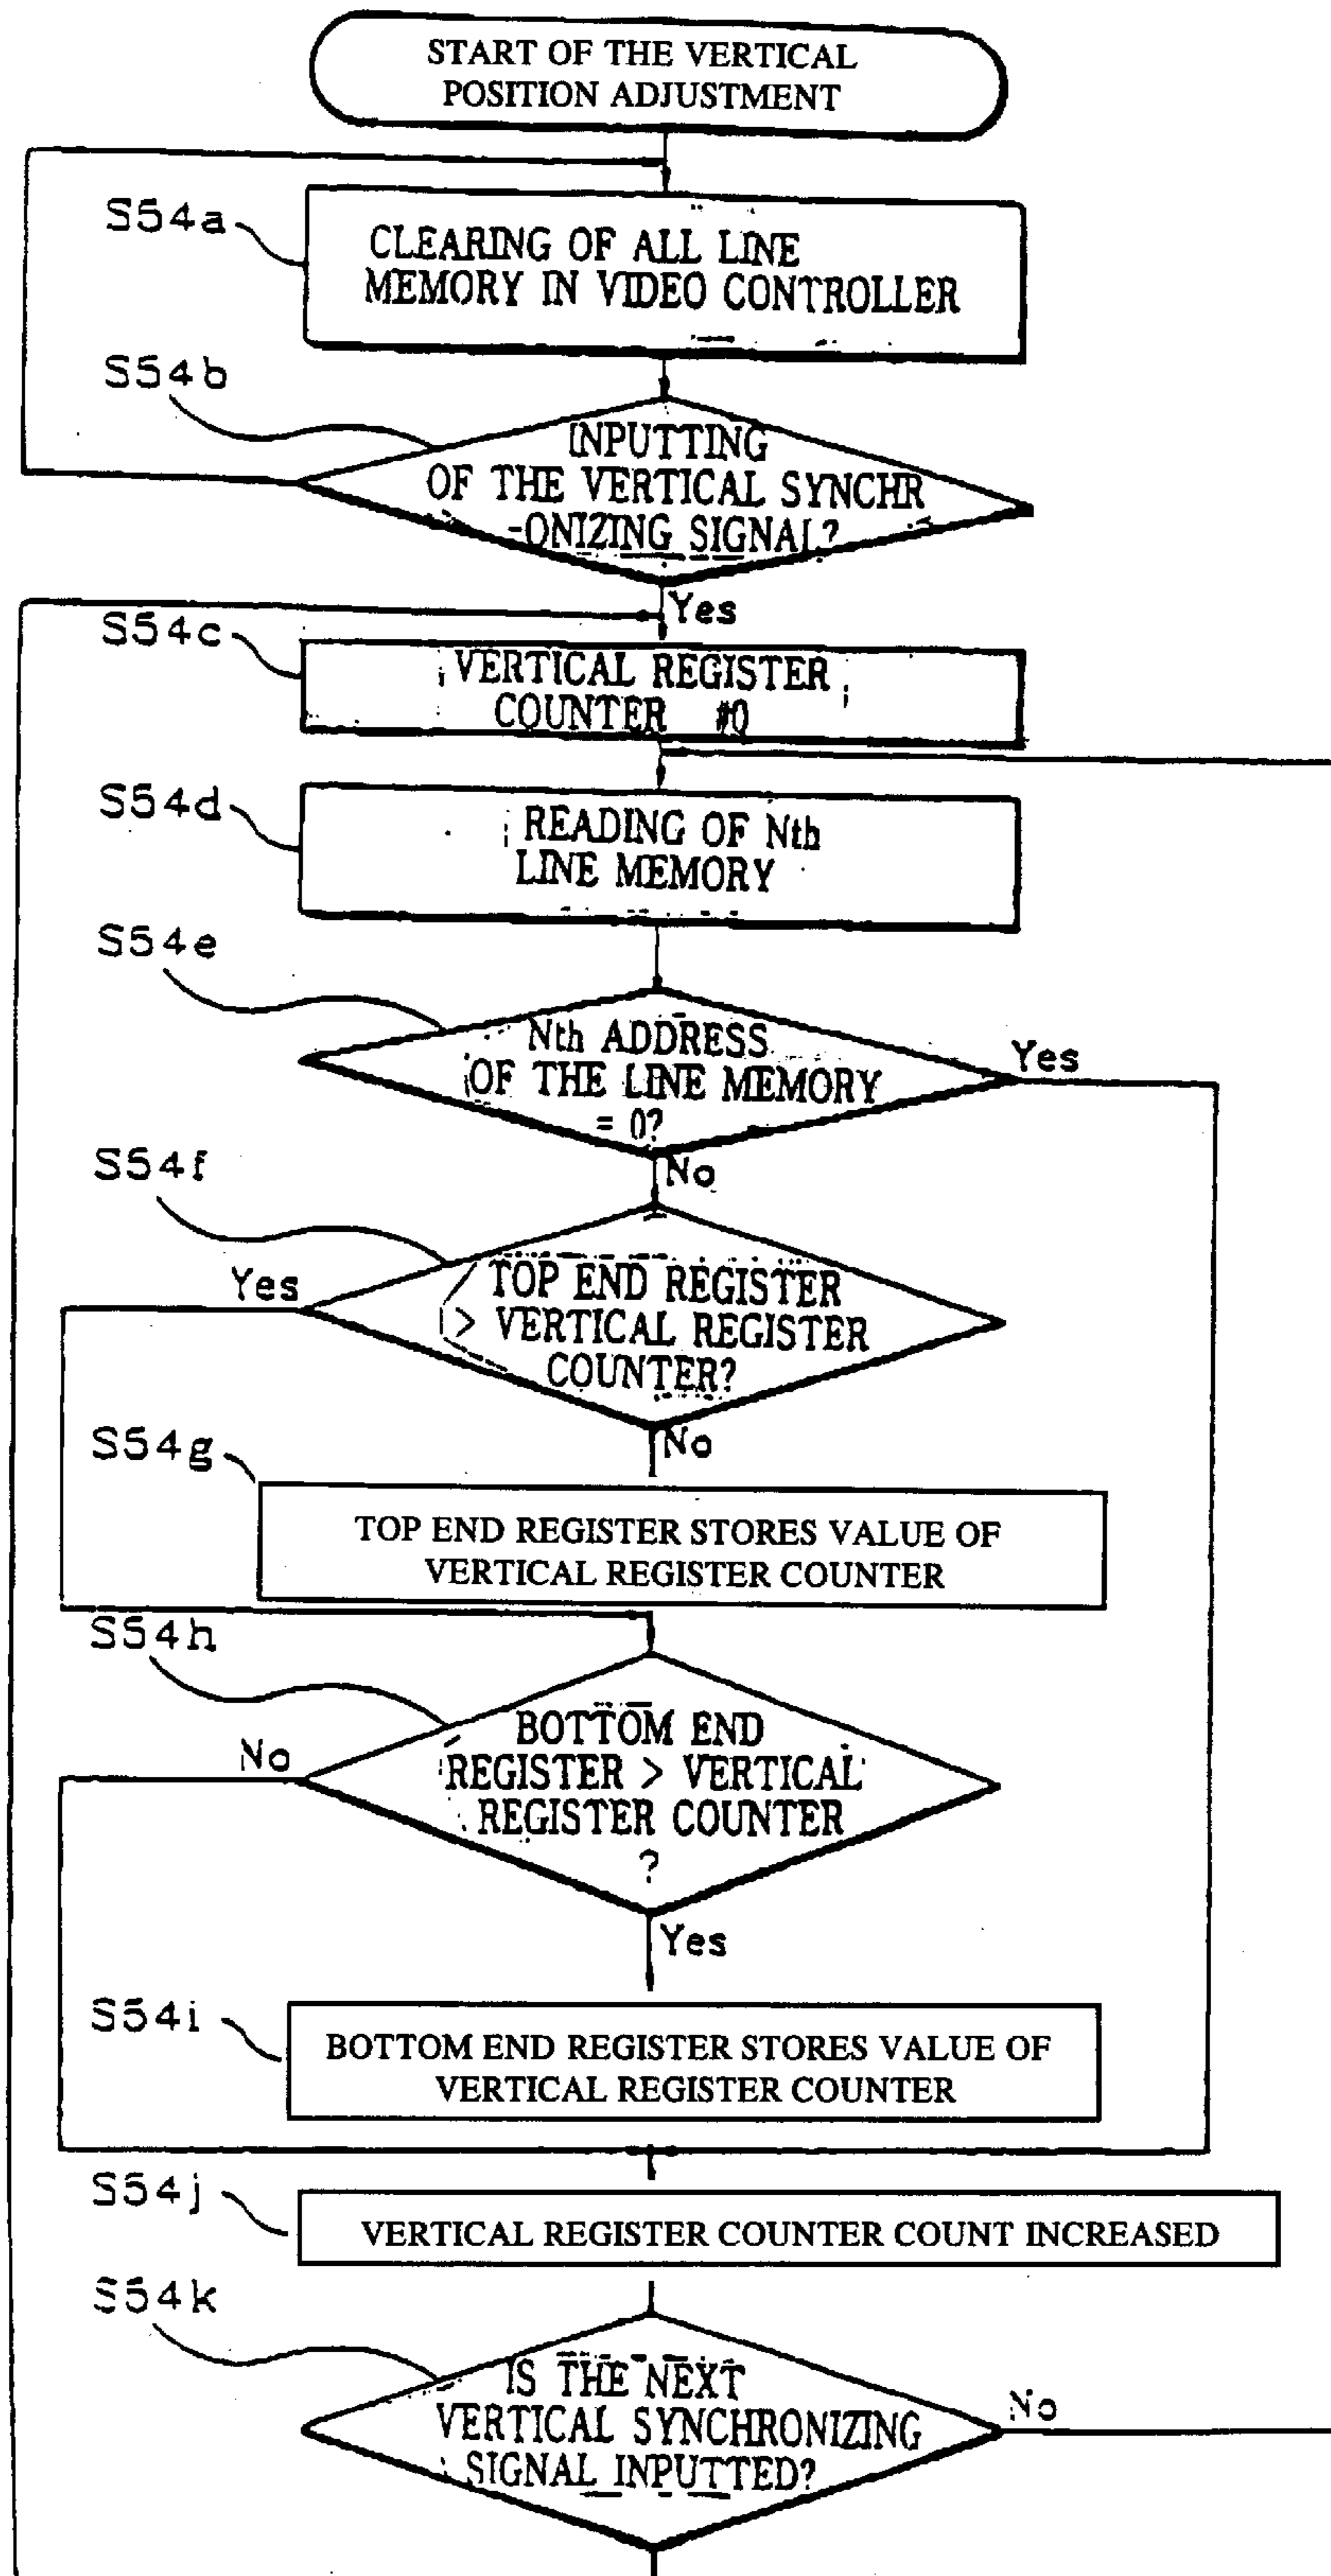 START OF THE VERTICAL
POSITION ADJUSTMENT
S54a
CLEARING OF ALL LINE
MEMORY IN VIDEO CONTROLLER
S54b
INPUTTING
OF THE VERTICAL SYNCHR
-ONIZING SIGNAL?
Yes
S54c
VERTICAL REGISTER
COUNTER #0
S54d
READING OF Nth
LINE MEMORY
S54e
Nth ADDRESS
OF THE LINE MEMORY
= 0?
Yes
No
S54f
Yes
TOP END REGISTER
> VERTICAL REGISTER
COUNTER?
No
S54g
TOP END REGISTER STORES VALUE OF
VERTICAL REGISTER COUNTER
S54h
No
BOTTOM END
REGISTER > VERTICAL
REGISTER COUNTER
?
Yes
S54i
BOTTOM END REGISTER STORES VALUE OF
VERTICAL REGISTER COUNTER
S54j
VERTICAL REGISTER COUNTER COUNT INCREASED
S54k
IS THE NEXT
VERTICAL SYNCHRONIZING
SIGNAL INPUTTED?
No